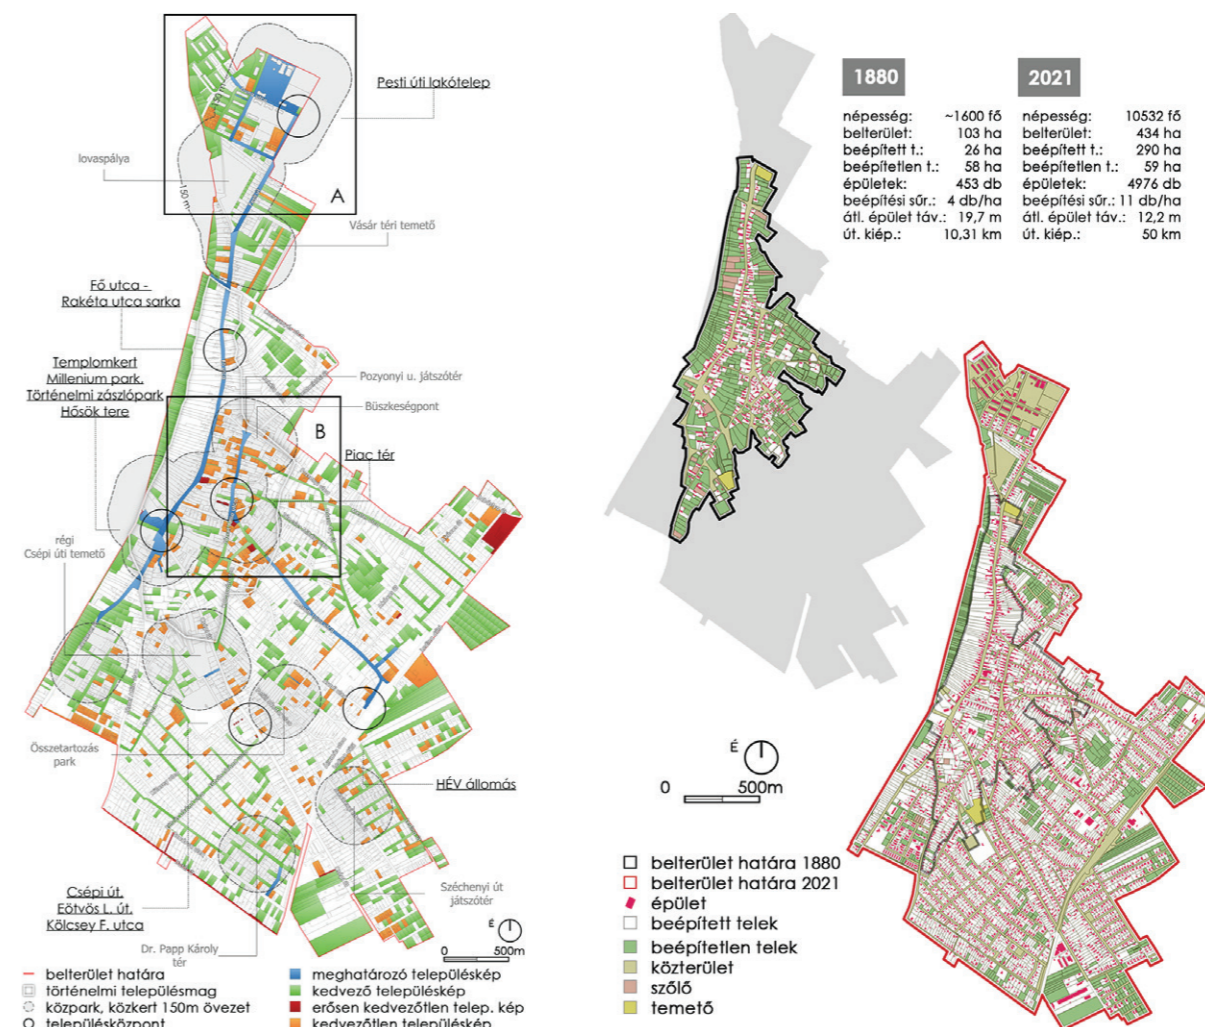 Pesti úti lakótelep
150 m
lovaspálya
150 m
A
Vásár téri temető
Fő utca -
Rakéta utca sarka
Templomkert
Millenium park.
Történelmi zászlópark
Hősök tere
Pozyonyi u. Játszótér
Büszkeségpont
B
Piac tér
régi
Csépi úti temető
Összetartozás
park
HÉV állomás
Csépi út.
Eötvös L. út.
Kölcsey F. utca
Dr. Papp Károly
tér
Széchenyi út
játszótér
É
0 500m
belterület határa
történelmi településmag
közpark, közkert 150m övezet
településközpont
meghatározó településkép
kedvező településkép
erősen kedvezőtlen telep. kép
kedvezőtlen településkép
1880
népesség: ~1600 fő
belterület: 103 ha
beépített t.: 26 ha
beépítetlen t.: 58 ha
épületek: 453 db
beépítési sűr.: 4 db/ha
átl. épület táv.: 19,7 m
út. kiép.: 10,31 km
2021
népesség: 10532 fő
belterület: 434 ha
beépített t.: 290 ha
beépítetlen t.: 59 ha
épületek: 4976 db
beépítési sűr.: 11 db/ha
átl. épület táv.: 12,2 m
út. kiép.: 50 km
É
0 500m
belterület határa 1880
belterület határa 2021
épület
beépített telek
beépítetlen telek
közterület
szőlő
temető